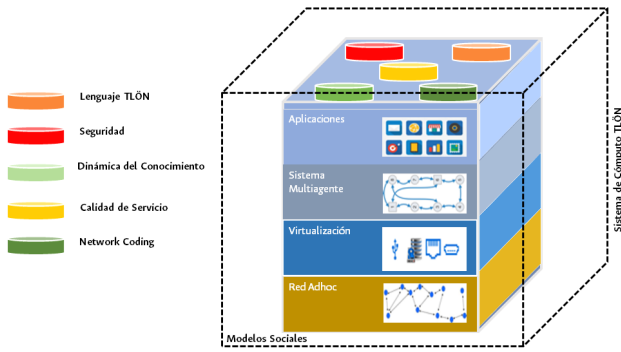 Lenguaje TLÖN
Seguridad
Dinámica del Conocimiento
Calidad de Servicio
Network Coding
Aplicaciones
Sistema
Multiagente
Virtualización
Red Adhoc
Modelos Sociales
Sistema de Cómputo TLÖN